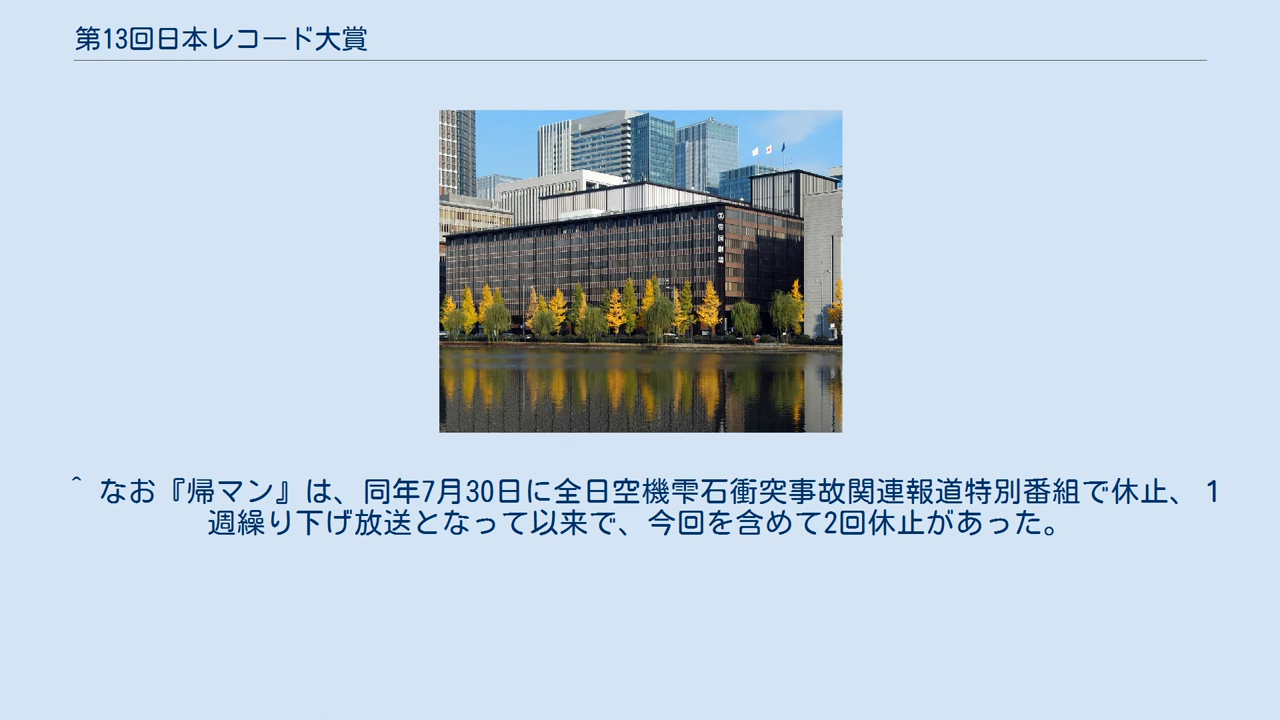 第13回日本レコード大賞
帝国劇場
^ なお『帰マン』は、同年7月30日に全日空機雫石衝突事故関連報道特別番組で休止、１
週繰り下げ放送となって以来で、今回を含めて2回休止があった。